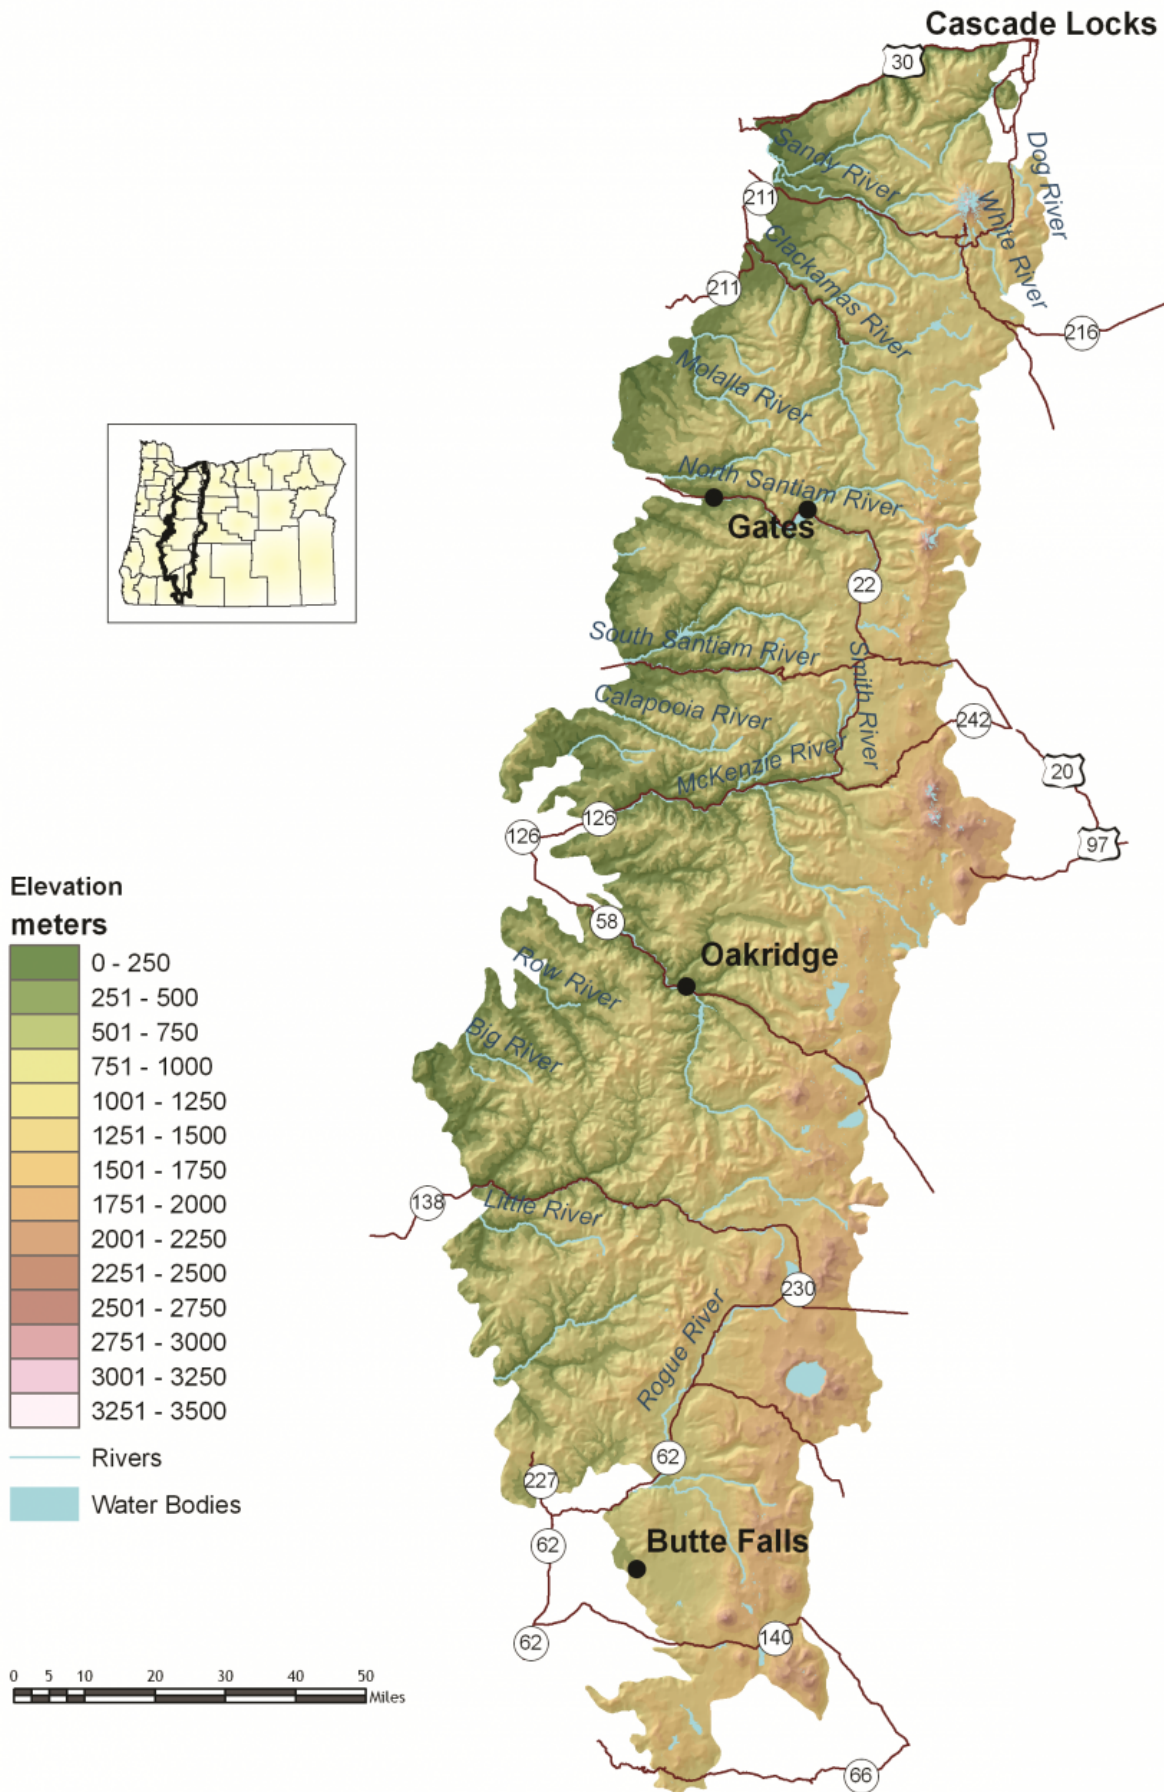 Cascade Locks
30
Sandy River
Dog River
211
White River
Clackamas River
211
216
Molalla River
North Santiam River
Gates
22
South Santiam River
Smith River
Calapooia River
242
McKenzie River
20
126
126
97
Elevation
meters
0 - 250
251 - 500
501 - 750
751 - 1000
1001 - 1250
1251 - 1500
1501 - 1750
1751 - 2000
2001 - 2250
2251 - 2500
2501 - 2750
2751 - 3000
3001 - 3250
3251 - 3500
Rivers
Water Bodies
58
Oakridge
Row River
Big River
138
Little River
230
Rogue River
62
227
62
Butte Falls
62
140
0 5 10 20 30 40 50
Miles
66